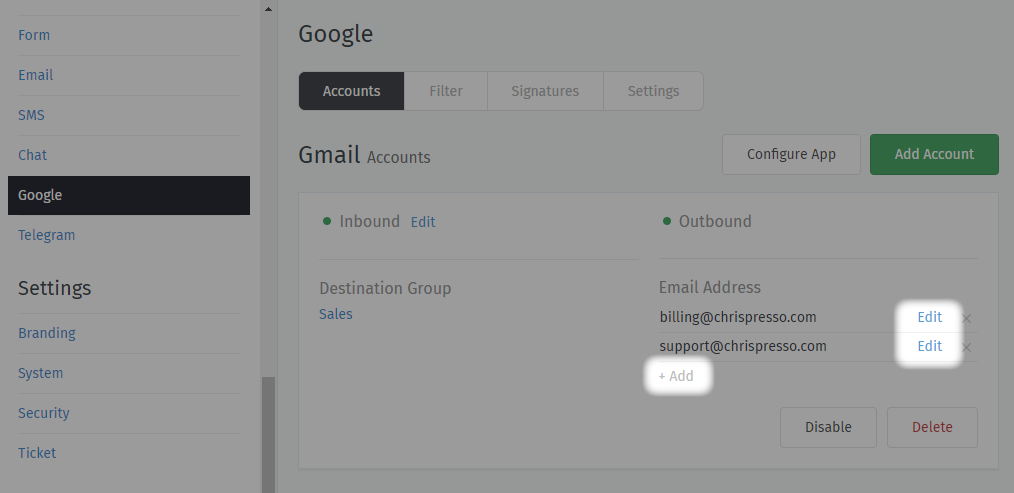 Form
Email
SMS
Chat
Google
Telegram
Settings
Branding
System
Security
Ticket
Google
Accounts Filter Signatures Settings
Gmail Accounts Configure App Add Account
Inbound Edit Outbound
Destination Group Email Address
Sales billing@chrispresso.com Edit ×
support@chrispresso.com Edit ×
+ Add
Disable Delete